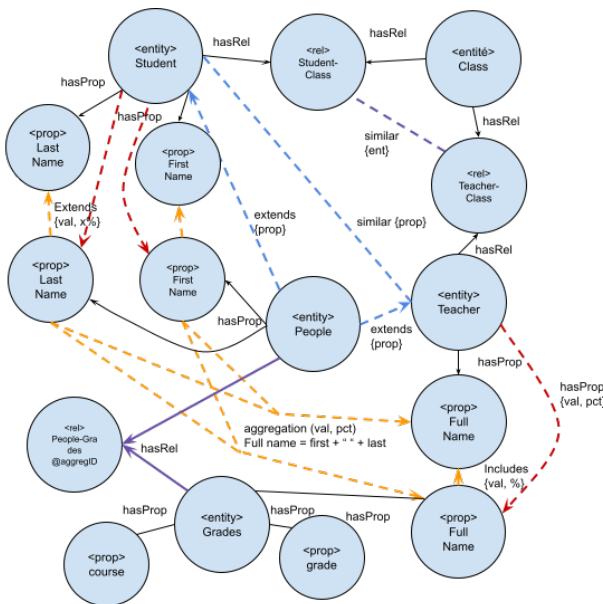 <entity>
Student
hasRel
<rel>
Student-
Class
hasRel
<entité>
Class
hasProp
hasProp
hasRel
<prop>
Last
Name
<prop>
First
Name
similar
{ent}
<rel>
Teacher-
Class
Extends
{val, x%}
extends
{prop}
similar {prop}
hasRel
<prop>
Last
Name
<prop>
First
Name
hasProp
<entity>
People
extends
{prop}
<entity>
Teacher
hasProp
hasProp
{val, pct}
<rel>
People-Gra
des
@aggregID
hasRel
aggregation (val, pct)
Full name = first + “ “ + last
<prop>
Full
Name
Includes
{val, %}
hasProp
<entity>
Grades
hasProp
hasProp
<prop>
Full
Name
<prop>
course
<prop>
grade